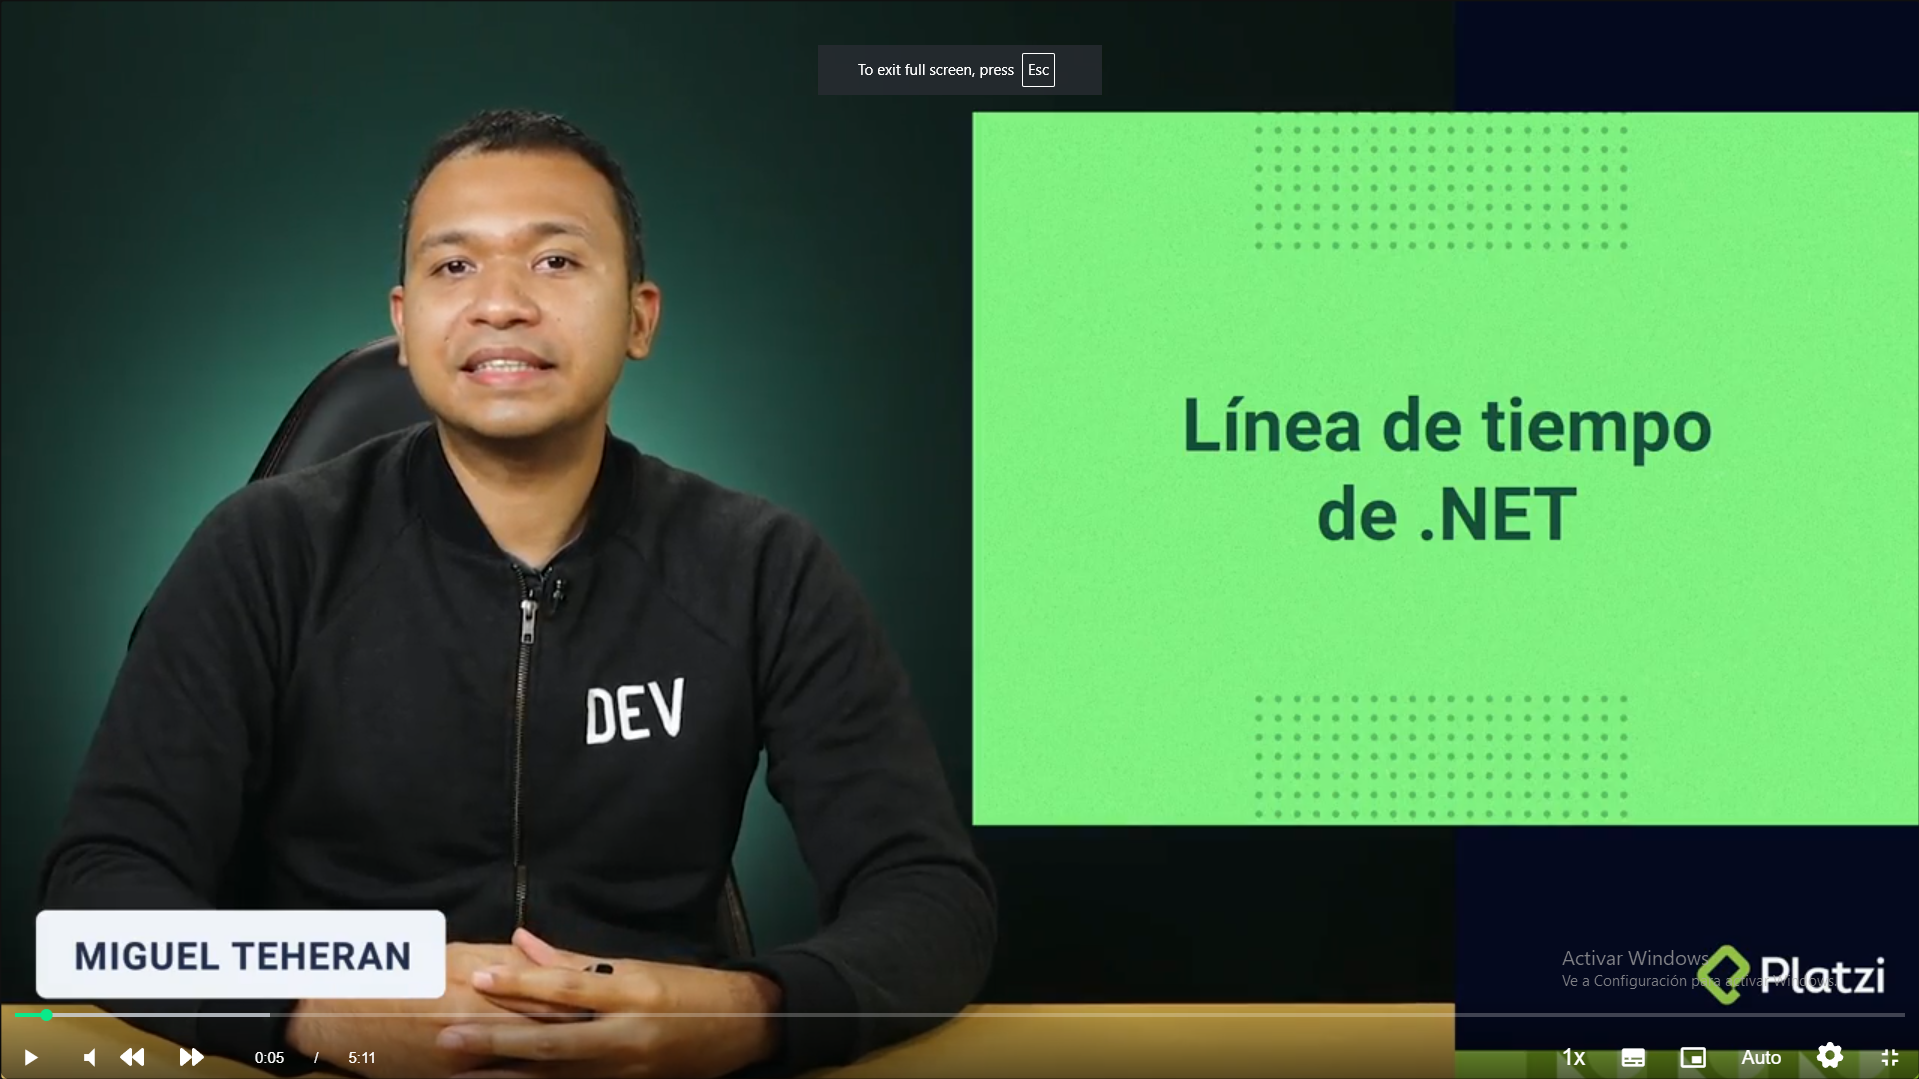 To exit full screen, press Esc
Línea de tiempo
de .NET
DEV
MIGUEL TEHERAN
Activar Windows
Ve a Configuración para activar Windows.
Platzi
0:05 / 5:11
1x
Auto